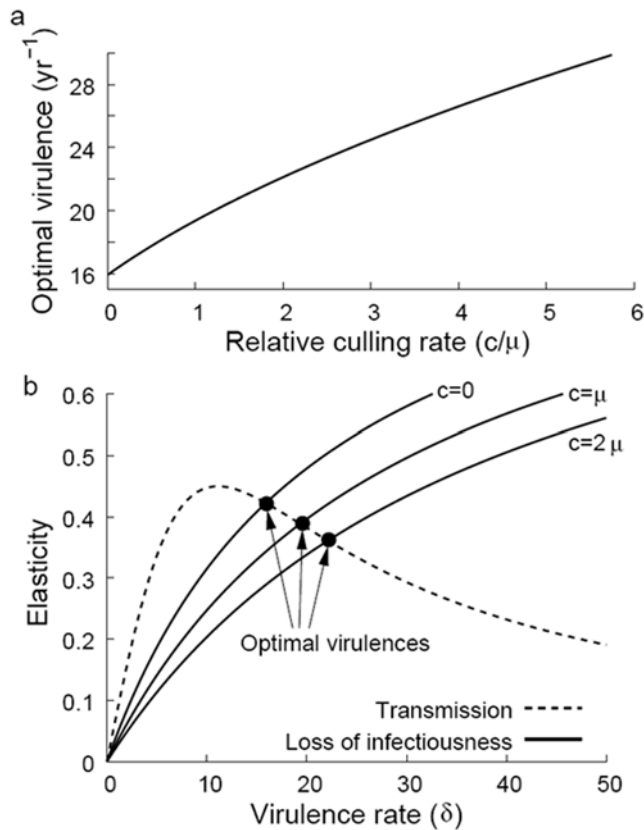 a
Optimal virulence (yr⁻¹)
28
24
20
16
0 1 2 3 4 5 6
Relative culling rate (c/μ)
b
Elasticity
0.6
0.5
0.4
0.3
0.2
0.1
0
c=0
c=μ
c=2 μ
Optimal virulences
Transmission
Loss of infectiousness
0 10 20 30 40 50
Virulence rate (δ)